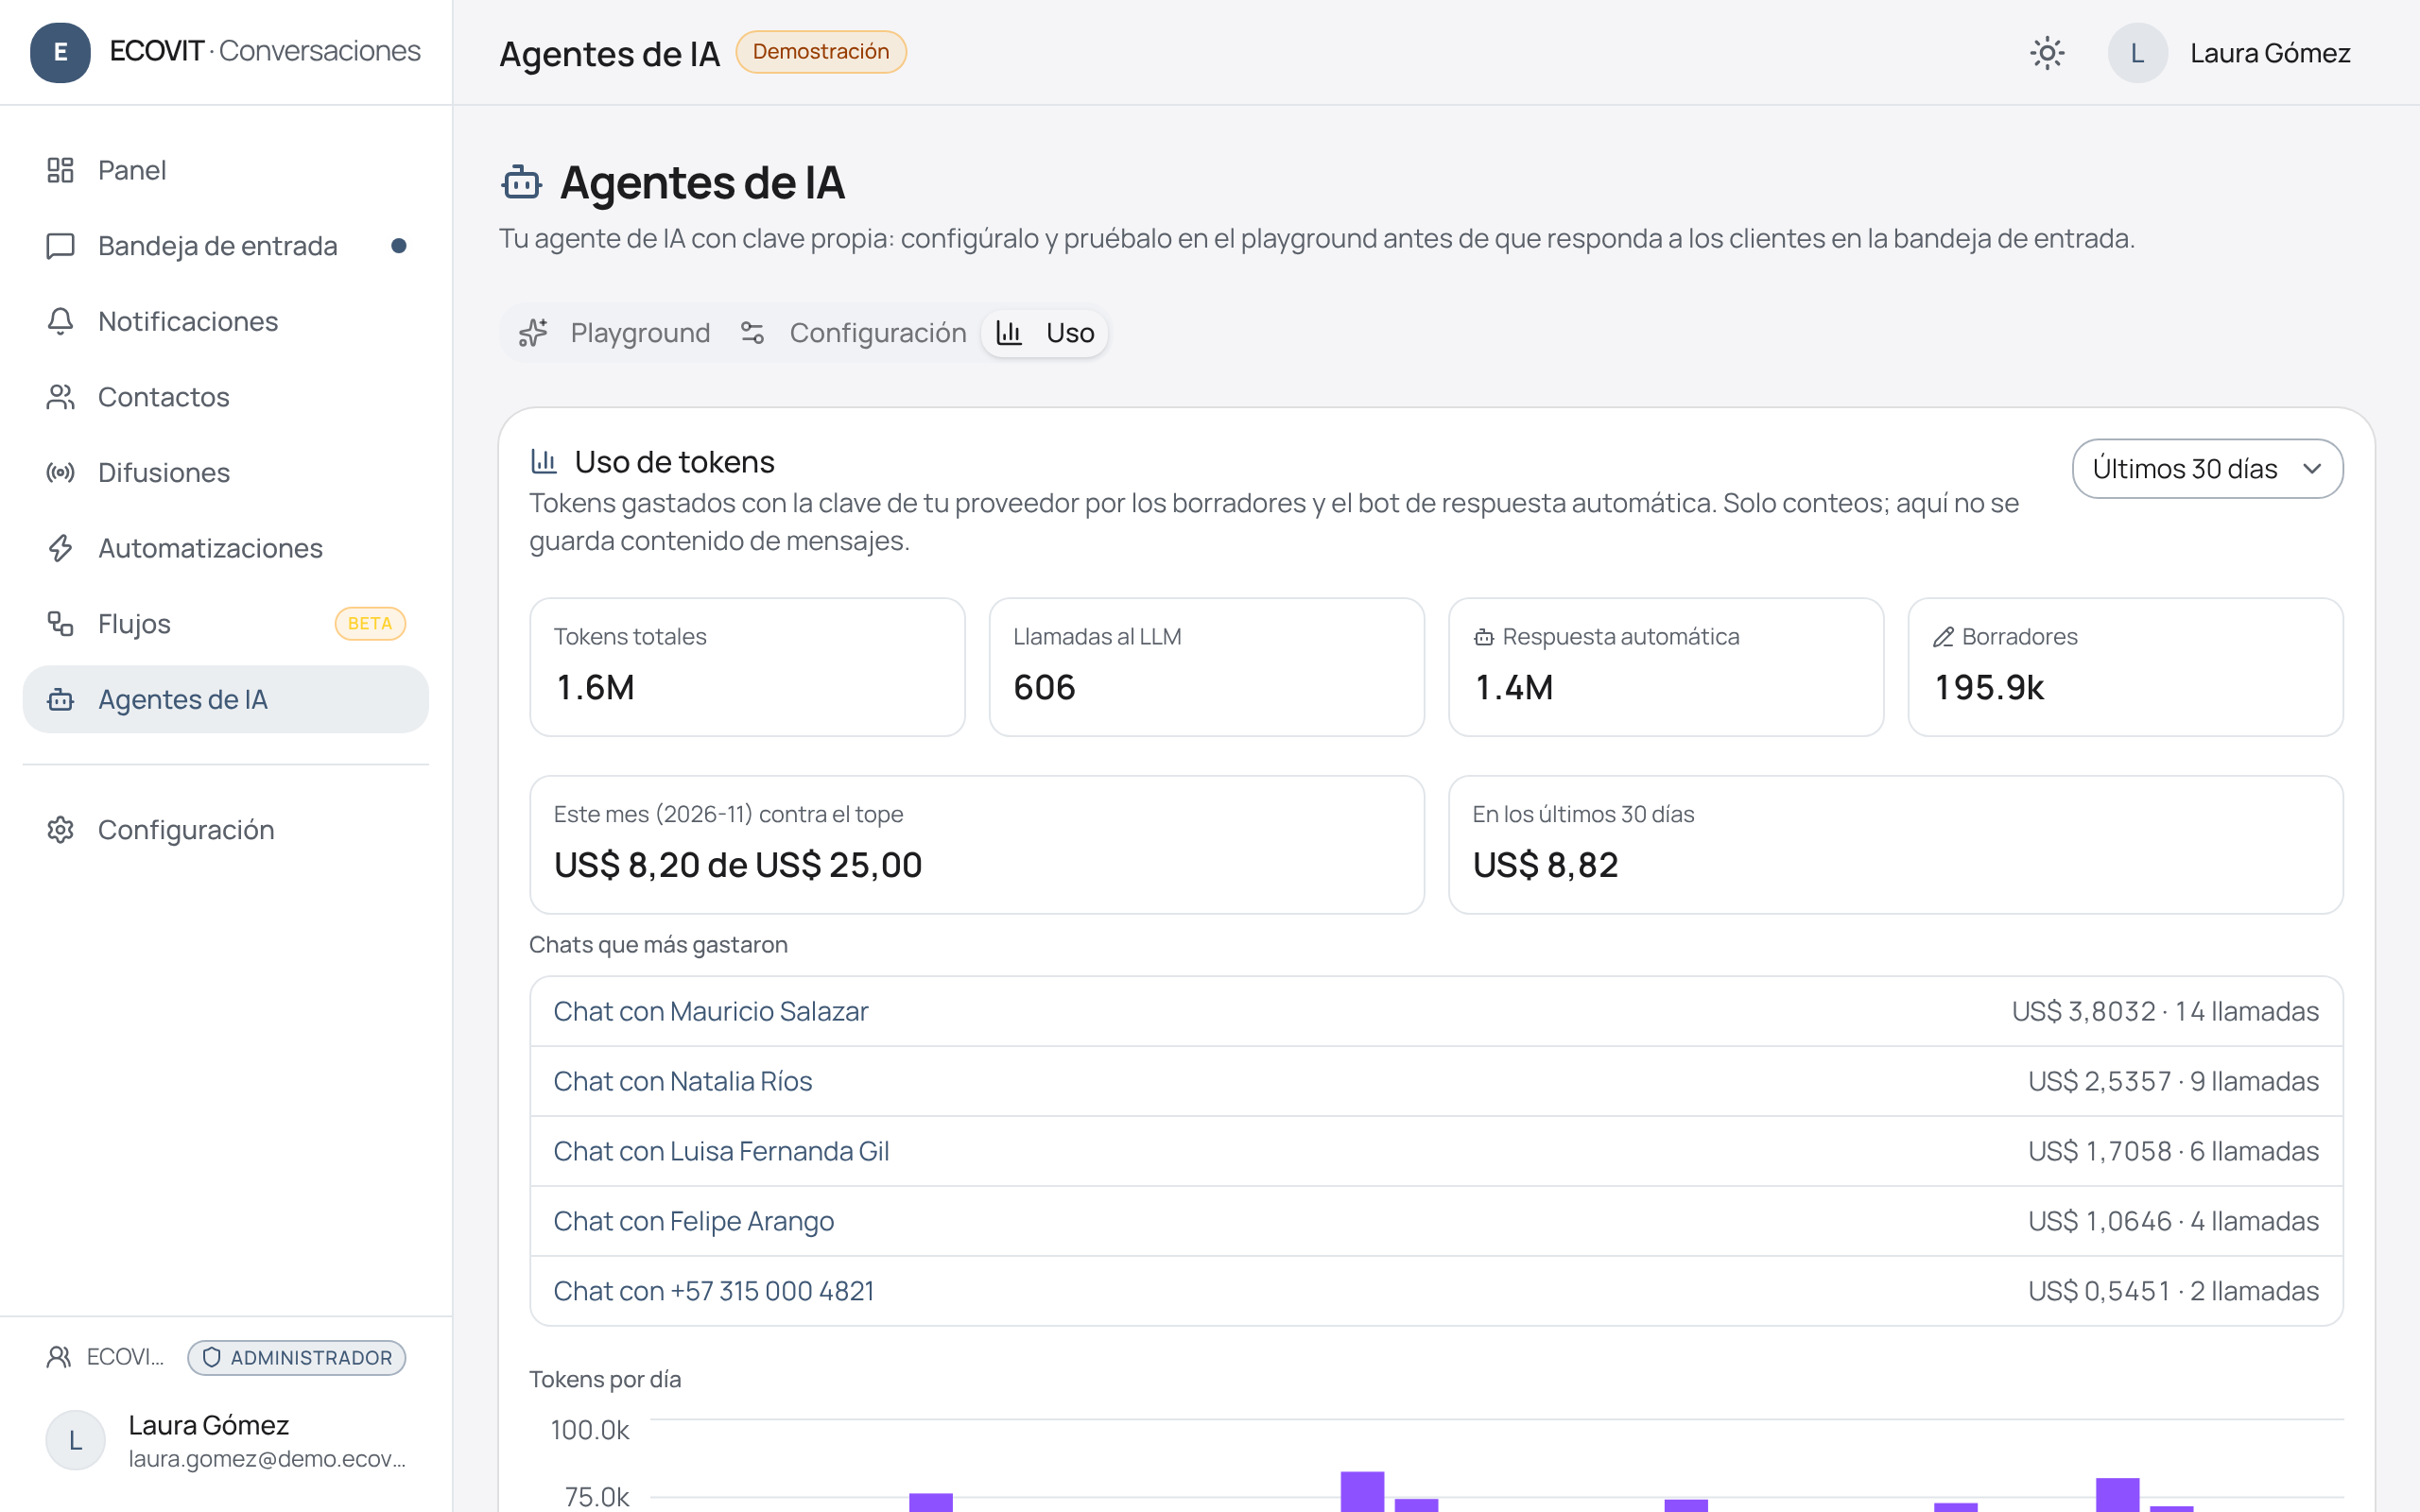 E
ECOVIT · Conversaciones
Panel
Bandeja de entrada
Notificaciones
Contactos
Difusiones
Automatizaciones
Flujos BETA
Agentes de IA
Configuración
ECOVI... ADMINISTRADOR
L
Laura Gómez
laura.gomez@demo.ecov...
Agentes de IA Demostración
L Laura Gómez
Agentes de IA
Tu agente de IA con clave propia: configúralo y pruébalo en el playground antes de que responda a los clientes en la bandeja de entrada.
Playground Configuración Uso
Uso de tokens
Últimos 30 días
Tokens gastados con la clave de tu proveedor por los borradores y el bot de respuesta automática. Solo conteos; aquí no se
guarda contenido de mensajes.
Tokens totales
1.6M
Llamadas al LLM
606
Respuesta automática
1.4M
Borradores
195.9k
Este mes (2026-11) contra el tope
US$ 8,20 de US$ 25,00
En los últimos 30 días
US$ 8,82
Chats que más gastaron
Chat con Mauricio Salazar US$ 3,8032 · 14 llamadas
Chat con Natalia Ríos US$ 2,5357 · 9 llamadas
Chat con Luisa Fernanda Gil US$ 1,7058 · 6 llamadas
Chat con Felipe Arango US$ 1,0646 · 4 llamadas
Chat con +57 315 000 4821 US$ 0,5451 · 2 llamadas
Tokens por día
100.0k
75.0k